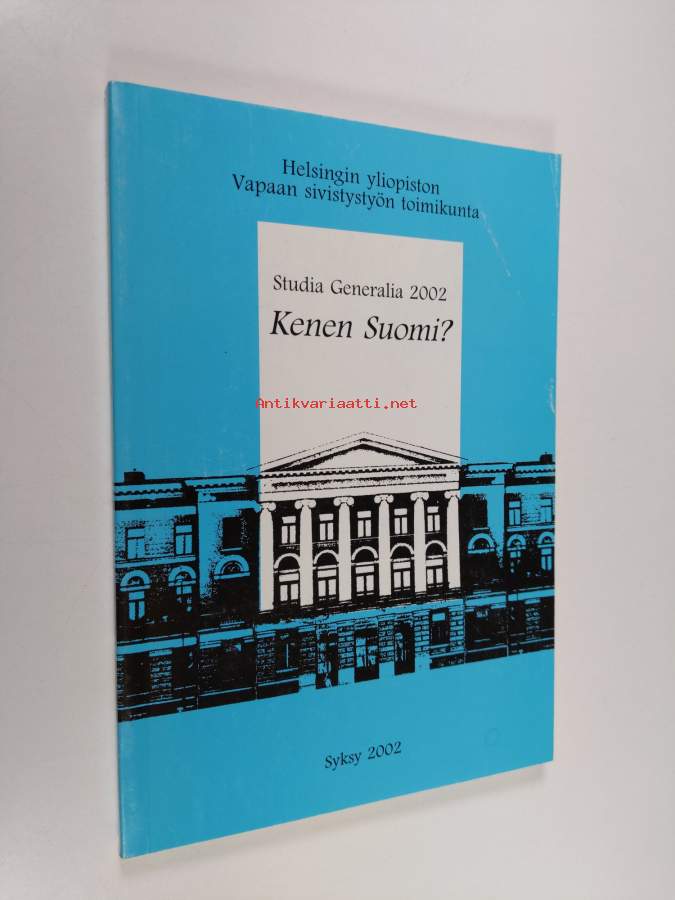 Helsingin yliopiston
Vapaan sivistystyön toimikunta
Studia Generalia 2002
Kenen Suomi?
Antikvariaatti.net
Syksy 2002